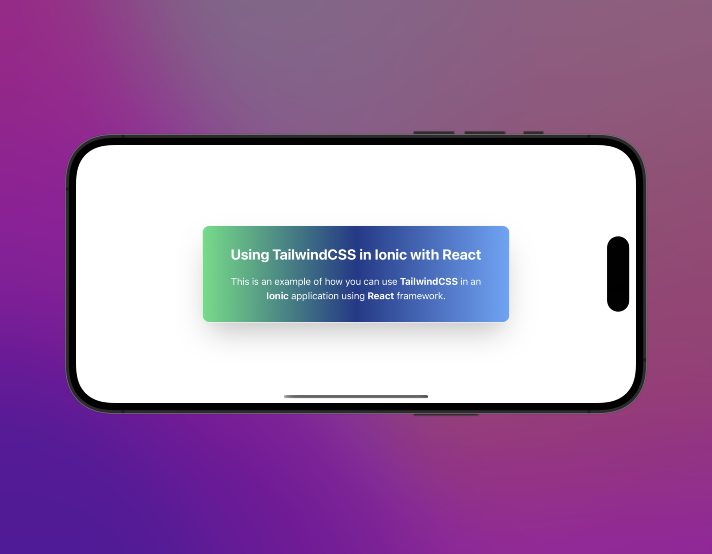 Using TailwindCSS in Ionic with React
This is an example of how you can use TailwindCSS in an
Ionic application using React framework.